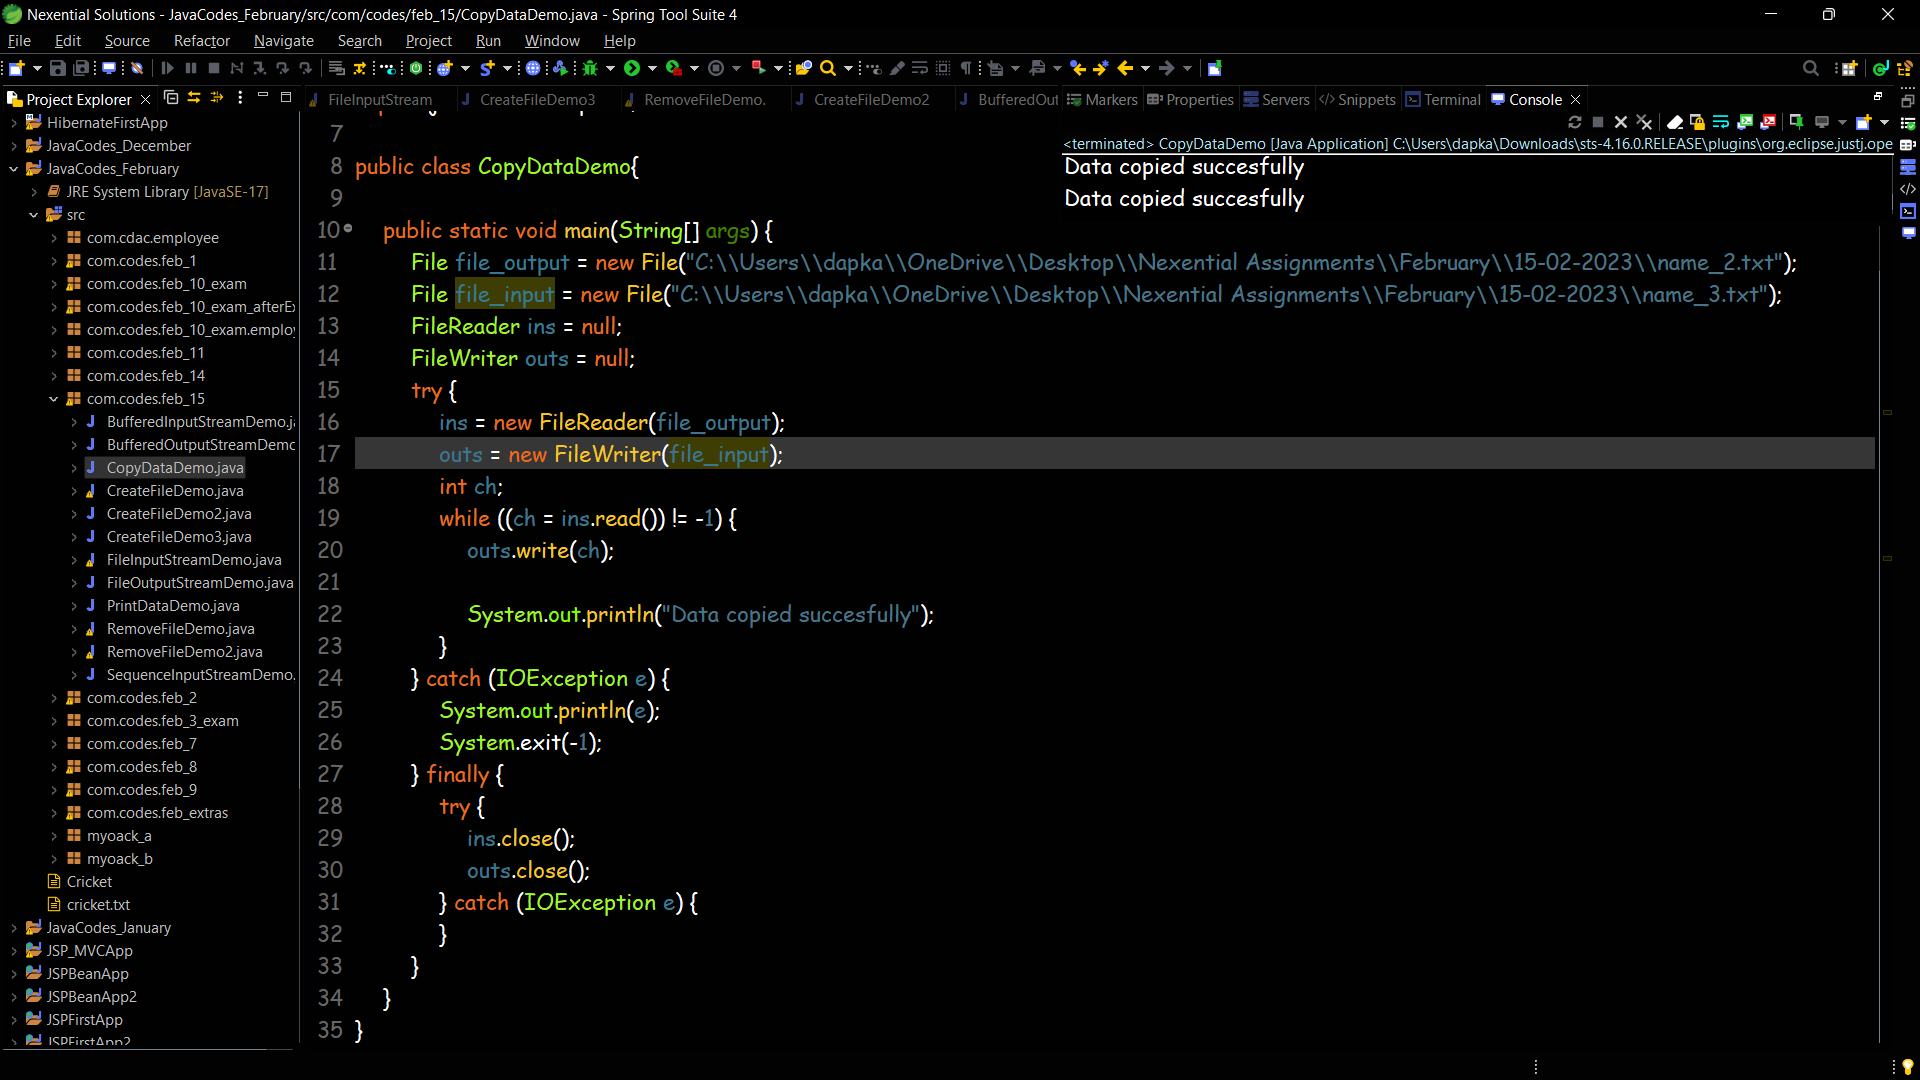 Nexential Solutions - JavaCodes_February/src/com/codes/feb_15/CopyDataDemo.java - Spring Tool Suite 4
File Edit Source Refactor Navigate Search Project Run Window Help
Project Explorer
HibernateFirstApp
JavaCodes_December
JavaCodes_February
JRE System Library [JavaSE-17]
src
com.cdac.employee
com.codes.feb_1
com.codes.feb_10_exam
com.codes.feb_10_exam_afterEx
com.codes.feb_10_exam.employ
com.codes.feb_11
com.codes.feb_14
com.codes.feb_15
BufferedInputStreamDemo.j
BufferedOutputStreamDemo
CopyDataDemo.java
CreateFileDemo.java
CreateFileDemo2.java
CreateFileDemo3.java
FileInputStreamDemo.java
FileOutputStreamDemo.java
PrintDataDemo.java
RemoveFileDemo.java
RemoveFileDemo2.java
SequenceInputStreamDemo.
com.codes.feb_2
com.codes.feb_3_exam
com.codes.feb_7
com.codes.feb_8
com.codes.feb_9
com.codes.feb_extras
myoack_a
myoack_b
Cricket
cricket.txt
JavaCodes_January
JSP_MVCApp
JSPBeanApp
JSPBeanApp2
JSPFirstApp
JSPFirstApp2
FileInputStream CreateFileDemo3 RemoveFileDemo. CreateFileDemo2 BufferedOut
7
8 public class CopyDataDemo{
9
10 public static void main(String[] args) {
11 File file_output = new File("C:\\Users\\dapka\\OneDrive\\Desktop\\Nexential Assignments\\February\\15-02-2023\\name_2.txt");
12 File file_input = new File("C:\\Users\\dapka\\OneDrive\\Desktop\\Nexential Assignments\\February\\15-02-2023\\name_3.txt");
13 FileReader ins = null;
14 FileWriter outs = null;
15 try {
16 ins = new FileReader(file_output);
17 outs = new FileWriter(file_input);
18 int ch;
19 while ((ch = ins.read()) != -1) {
20 outs.write(ch);
21
22 System.out.println("Data copied succesfully");
23 }
24 } catch (IOException e) {
25 System.out.println(e);
26 System.exit(-1);
27 } finally {
28 try {
29 ins.close();
30 outs.close();
31 } catch (IOException e) {
32 }
33 }
34 }
35 }
Markers Properties Servers Snippets Terminal Console
<terminated> CopyDataDemo [Java Application] C:\Users\dapka\Downloads\sts-4.16.0.RELEASE\plugins\org.eclipse.justj.ope
Data copied succesfully
Data copied succesfully